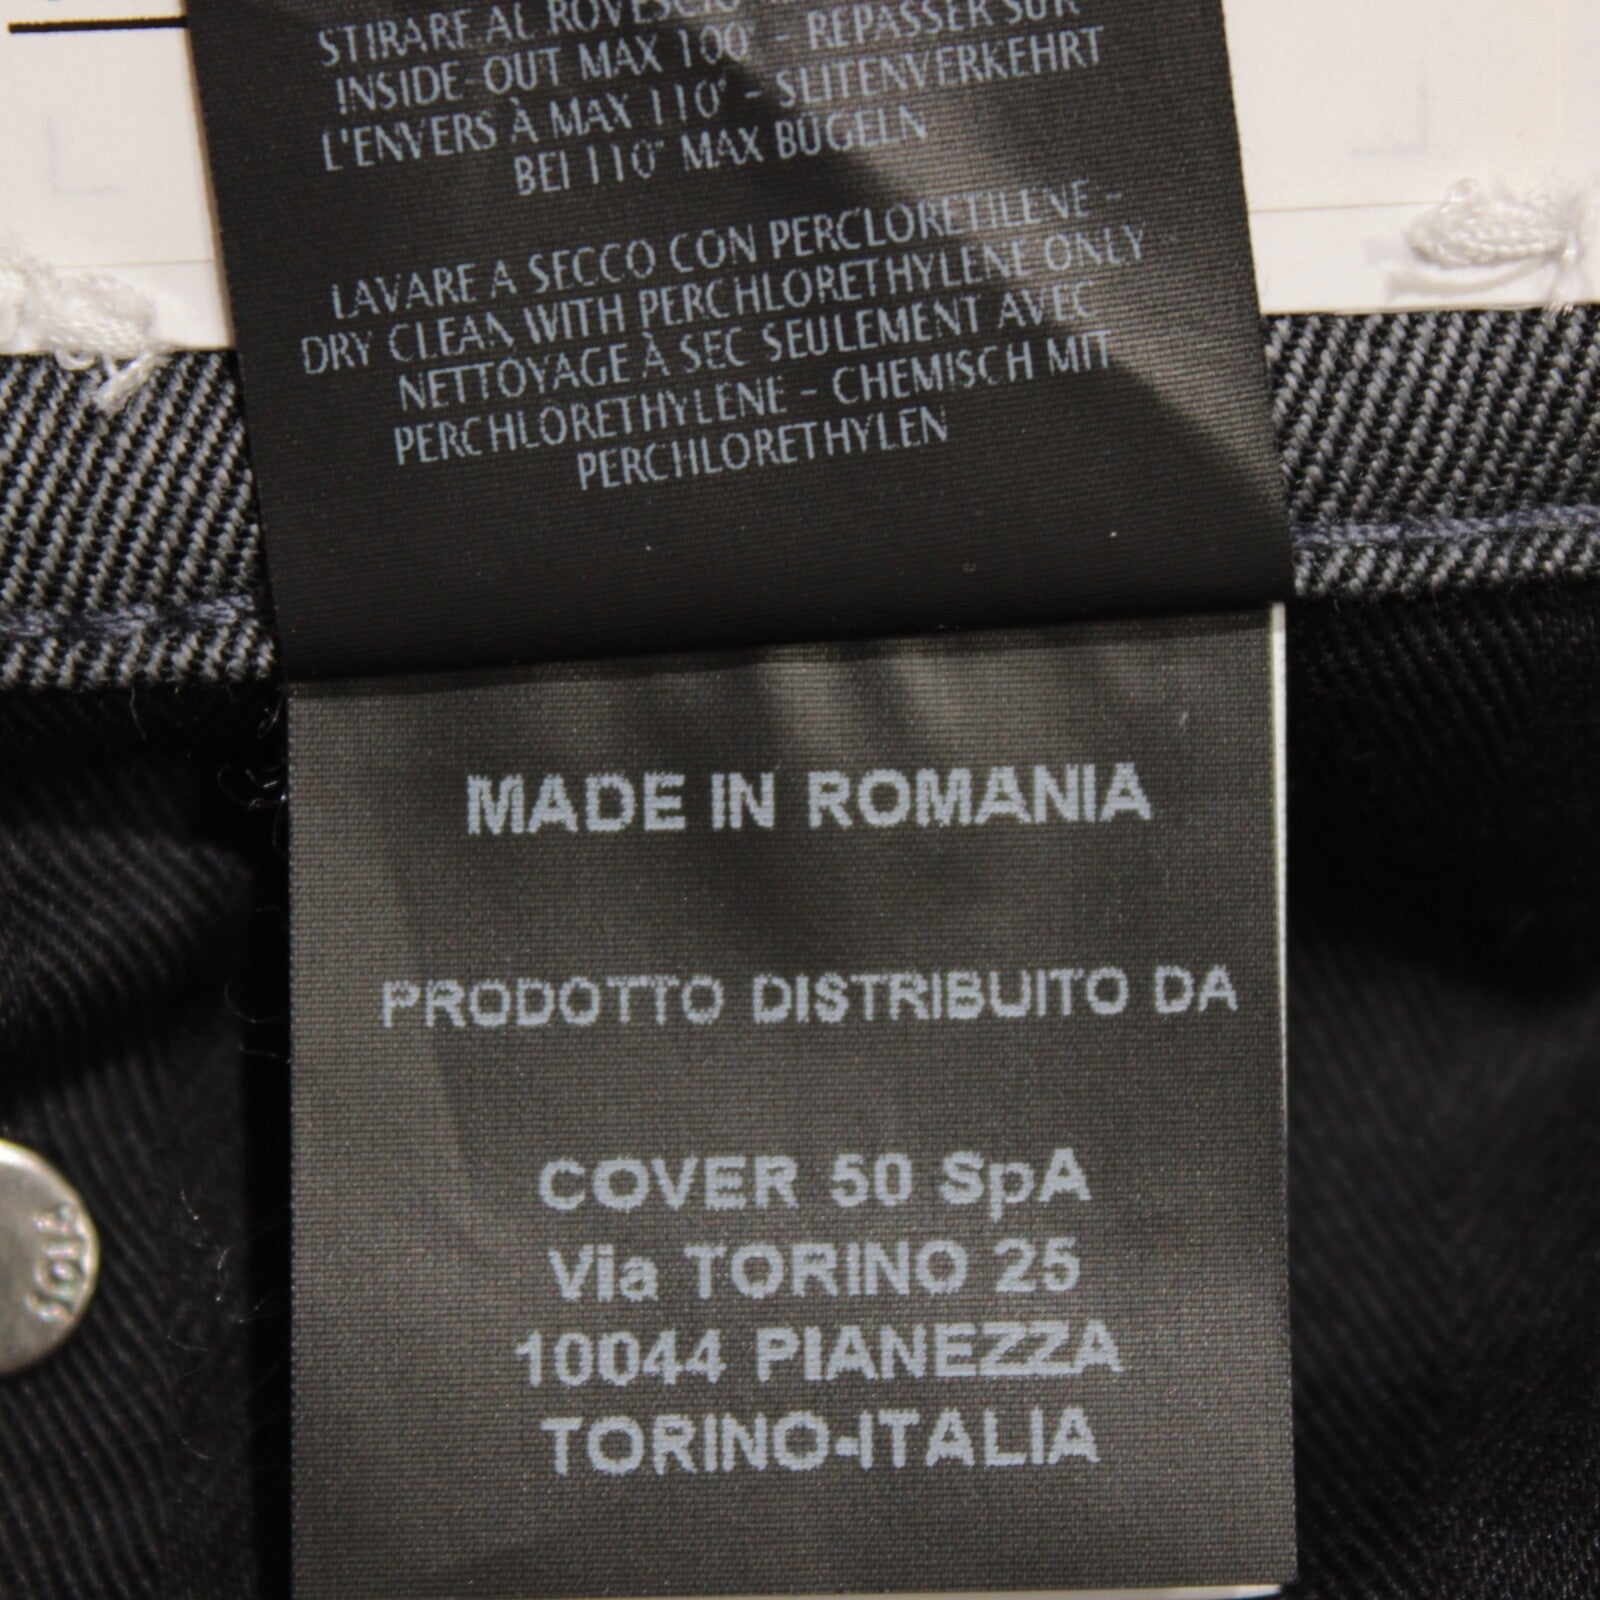 STIRARE AL ROVESCIO
INSIDE-OUT MAX 100° - REPASSER SUR
L'ENVERS À MAX 110° - SEITENVERKEHRT
BEI 110° MAX BÜGELN
LAVARE A SECCO CON PERCLORETILENE -
DRY CLEAN WITH PERCHLORETHYLENE ONLY
NETTOYAGE À SEC SEULEMENT AVEC
PERCHLORETHYLENE - CHEMISCH MIT
PERCHLORETHYLEN
MADE IN ROMANIA
PRODOTTO DISTRIBUITO DA
COVER 50 SpA
Via TORINO 25
10044 PIANEZZA
TORINO-ITALIA